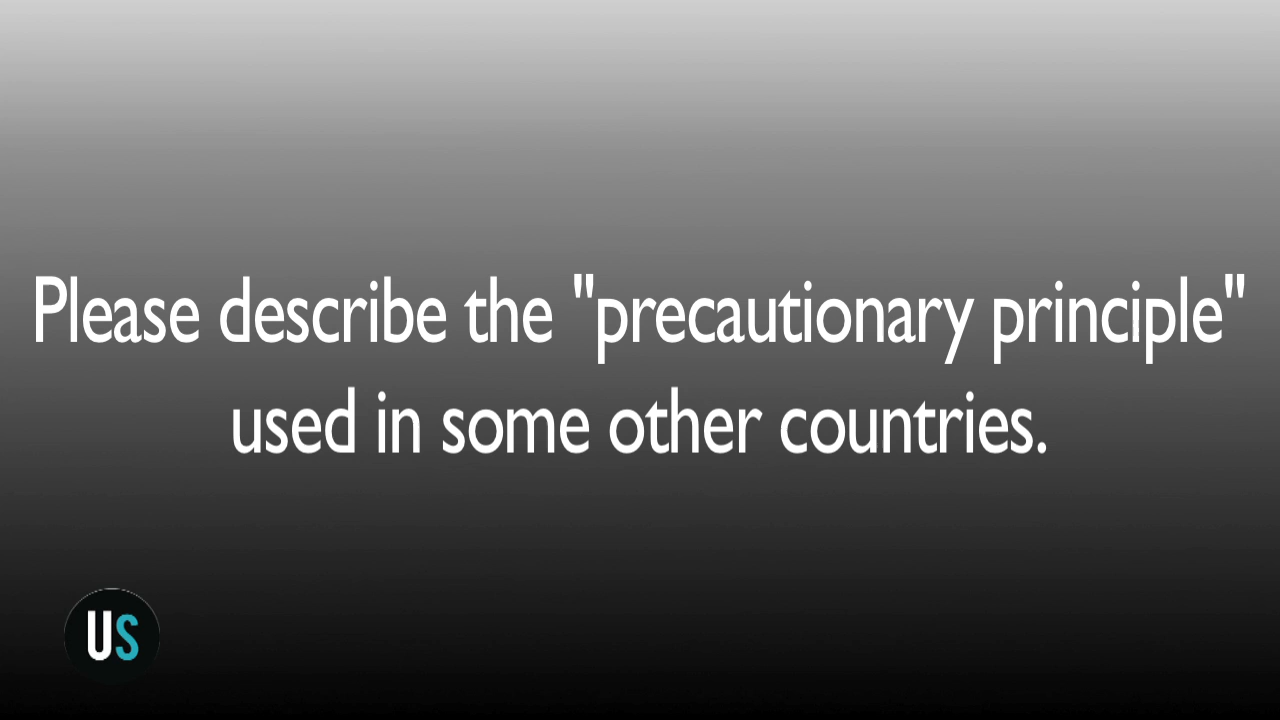 Please describe the "precautionary principle"
used in some other countries.
US